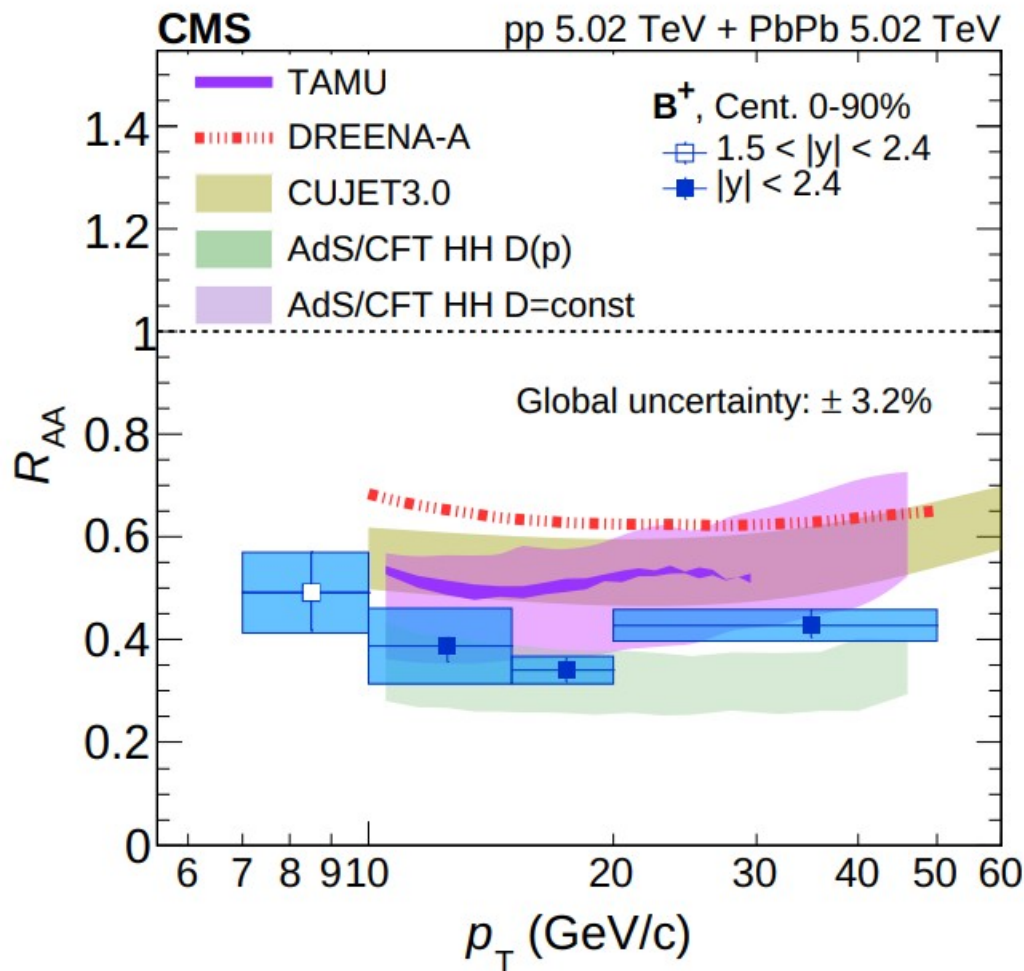 CMS pp 5.02 TeV + PbPb 5.02 TeV
TAMU
DREENA-A
CUJET3.0
AdS/CFT HH D(p)
AdS/CFT HH D=const
B+, Cent. 0-90%
1.5 < |y| < 2.4
|y| < 2.4
Global uncertainty: ± 3.2%
RAA
1.4
1.2
1
0.8
0.6
0.4
0.2
0
6 7 8 9 10 20 30 40 50 60
pT (GeV/c)